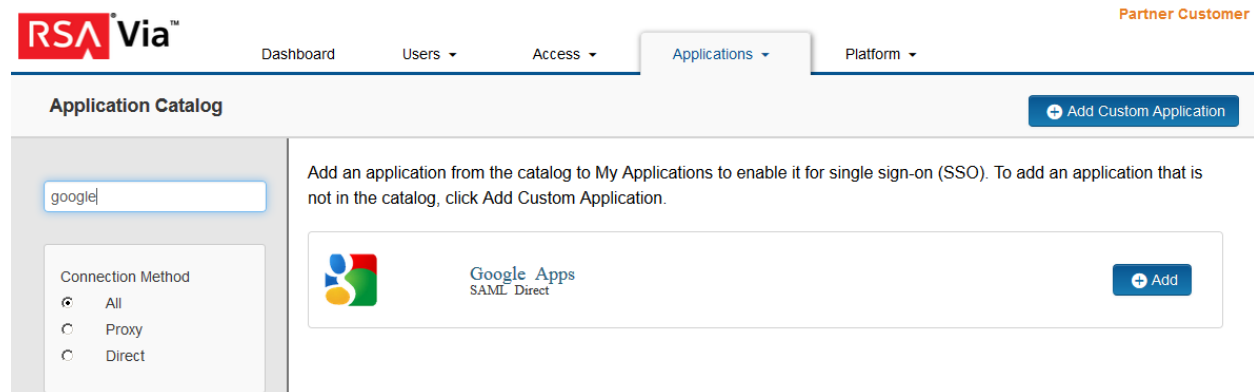 Partner Customer
RSA Via™
Dashboard Users Access Applications Platform
Application Catalog
Add Custom Application
google
Add an application from the catalog to My Applications to enable it for single sign-on (SSO). To add an application that is
not in the catalog, click Add Custom Application.
Google Apps
SAML Direct
Add
Connection Method
All
Proxy
Direct